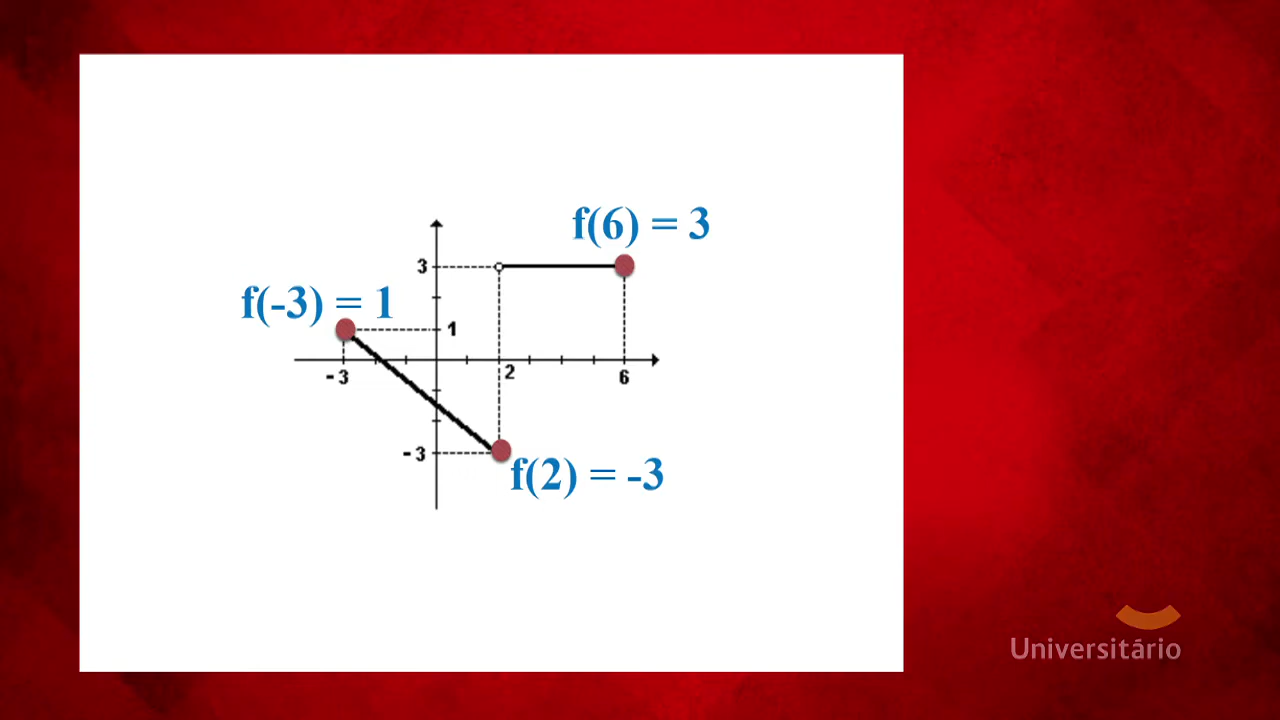 f(6) = 3
3
f(-3) = 1
1
- 3
2
6
- 3
f(2) = -3
Universitário